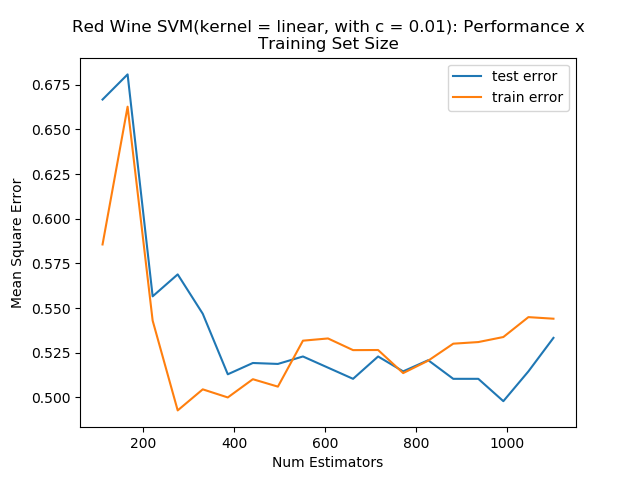 Red Wine SVM(kernel = linear, with c = 0.01): Performance x
Training Set Size
test error
train error
0.675
0.650
0.625
0.600
0.575
0.550
0.525
0.500
Mean Square Error
200 400 600 800 1000
Num Estimators